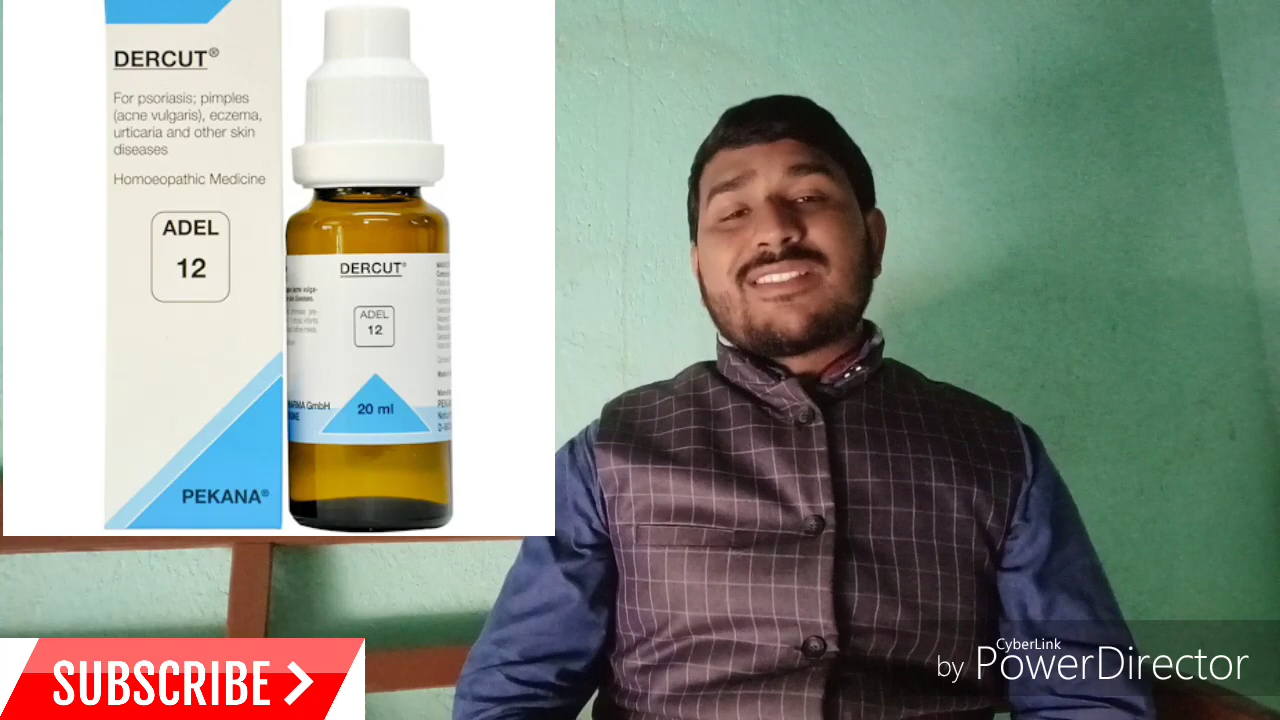 DERCUT®
For psoriasis; pimples
(acne vulgaris), eczema,
urticaria and other skin
diseases
Homoeopathic Medicine
ADEL
12
PEKANA®
DERCUT®
ADEL
12
GmbH
20 ml
SUBSCRIBE
CyberLink
by PowerDirector